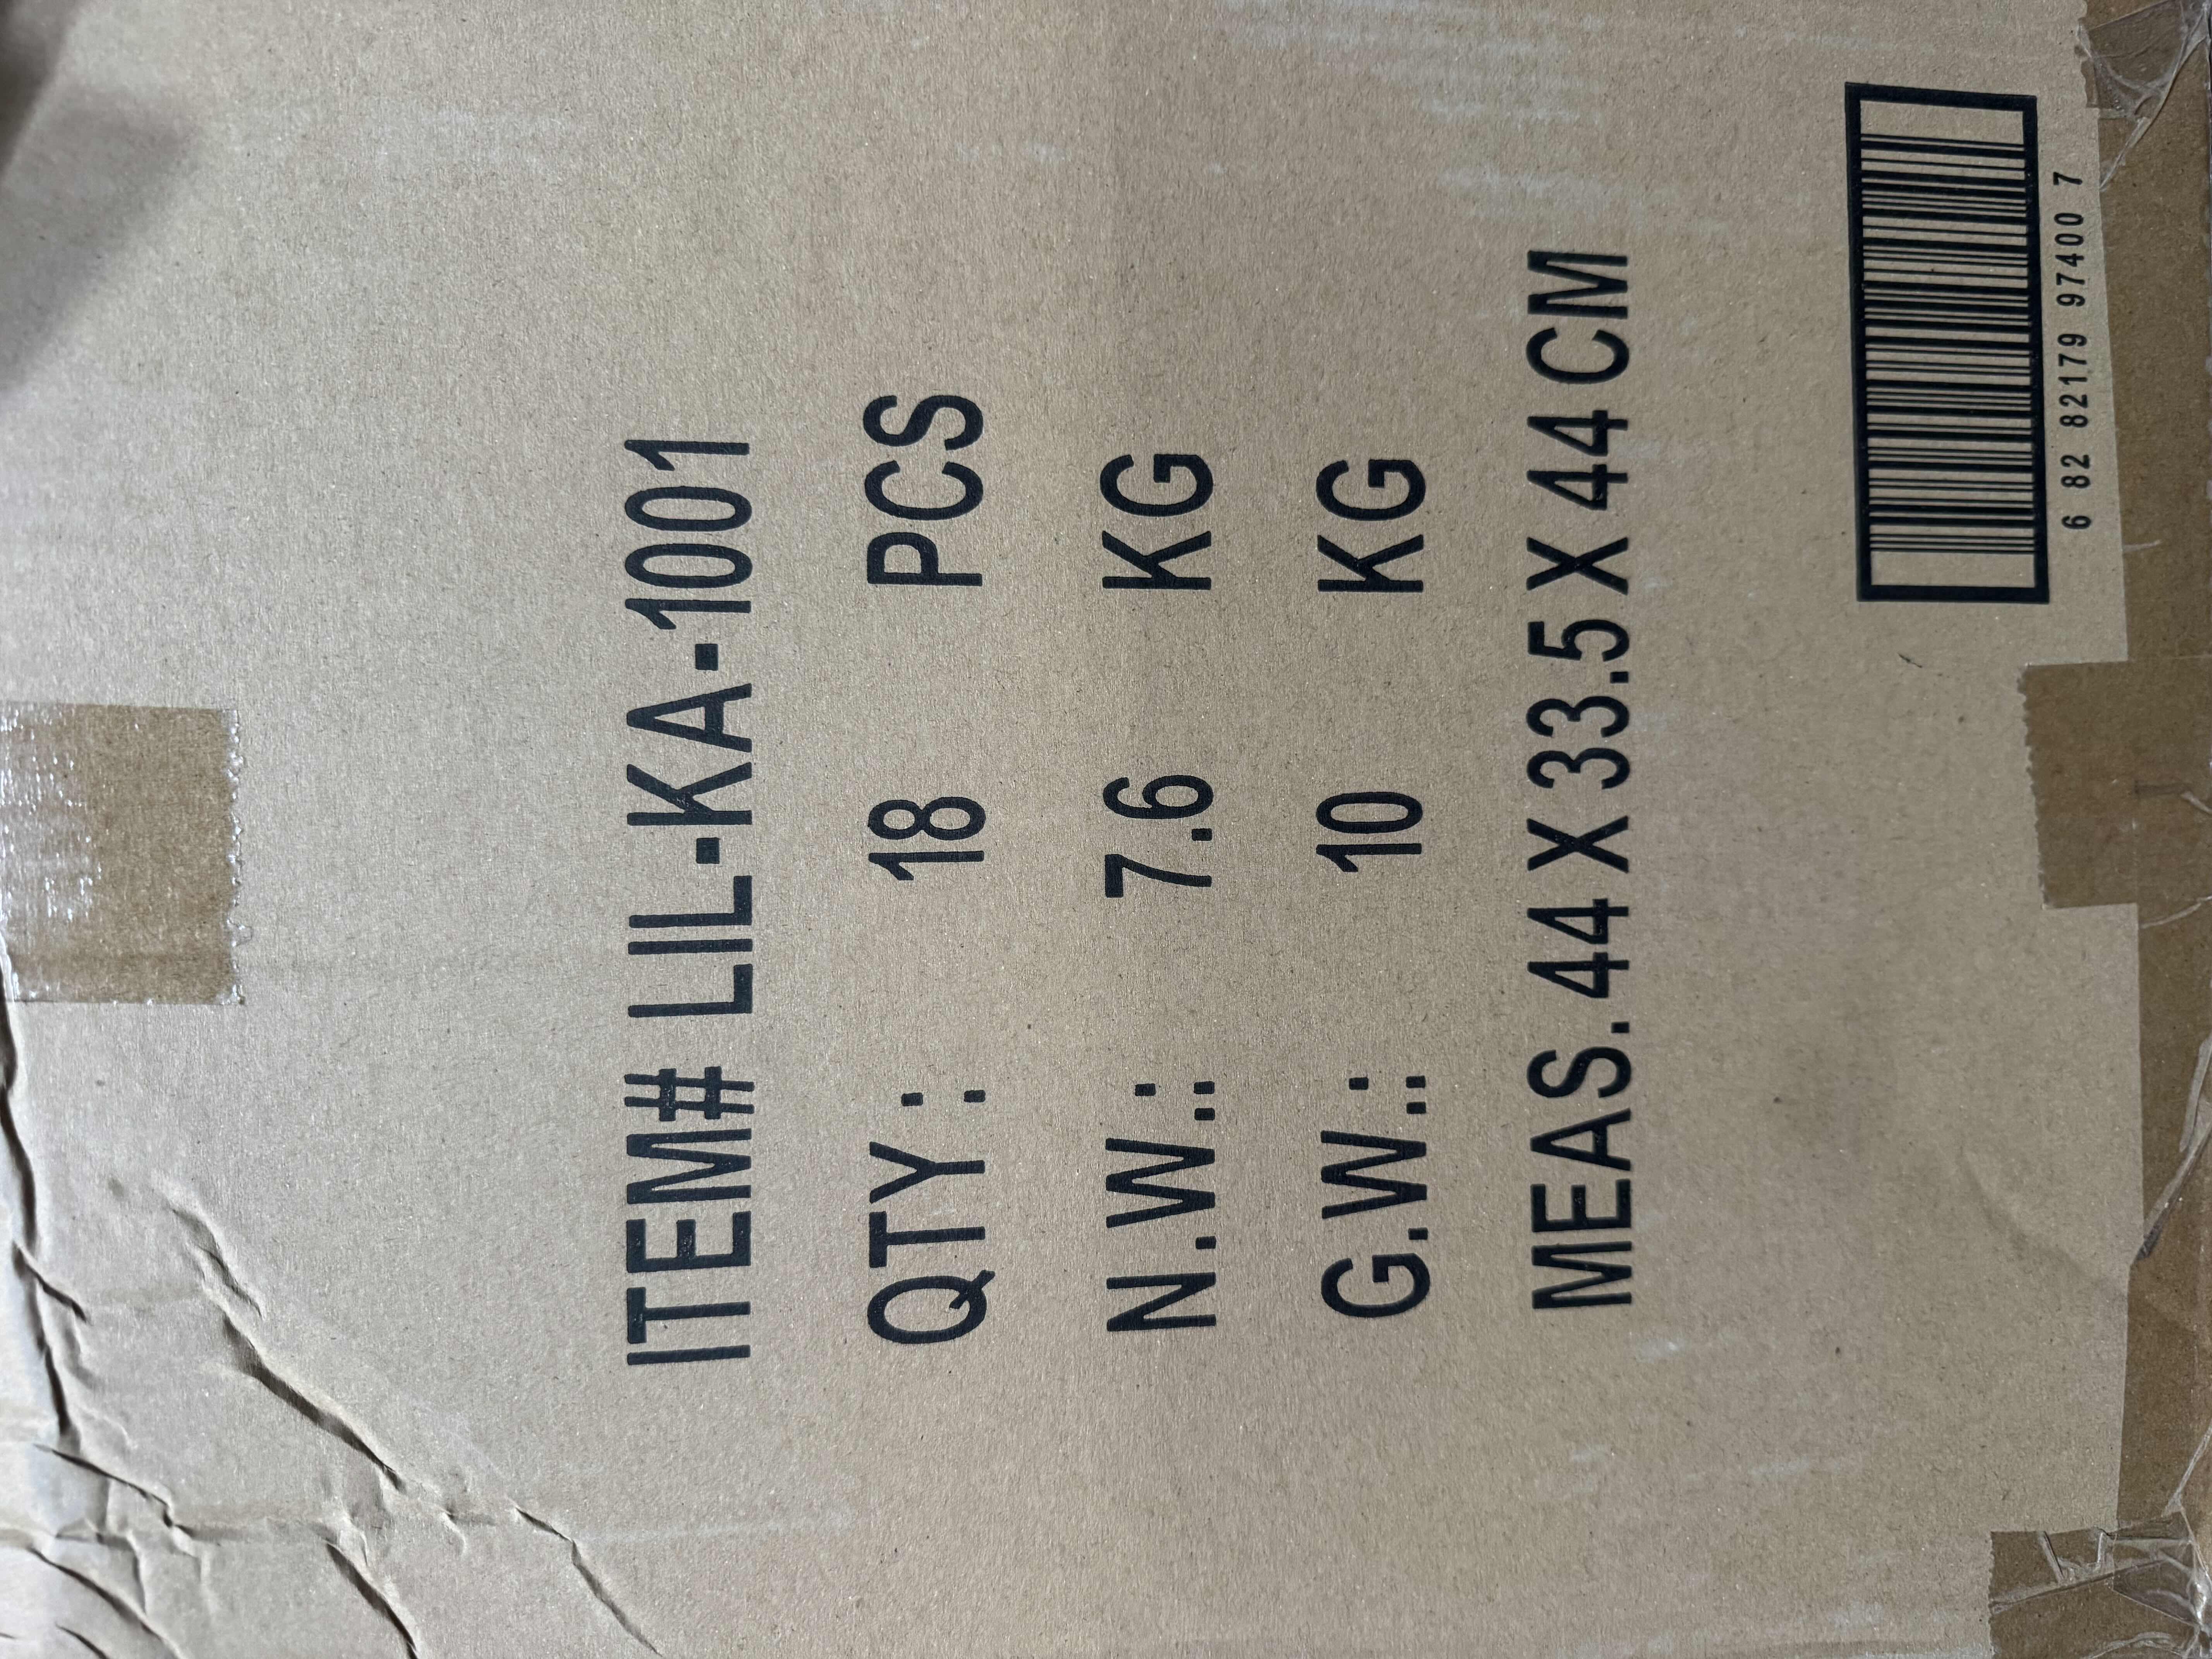 ITEM# LIL-KA-1001
QTY : 18 PCS
N.W.: 7.6 KG
G.W.: 10 KG
MEAS. 44 X 33.5 X 44 CM
6 82 82179 97400 7